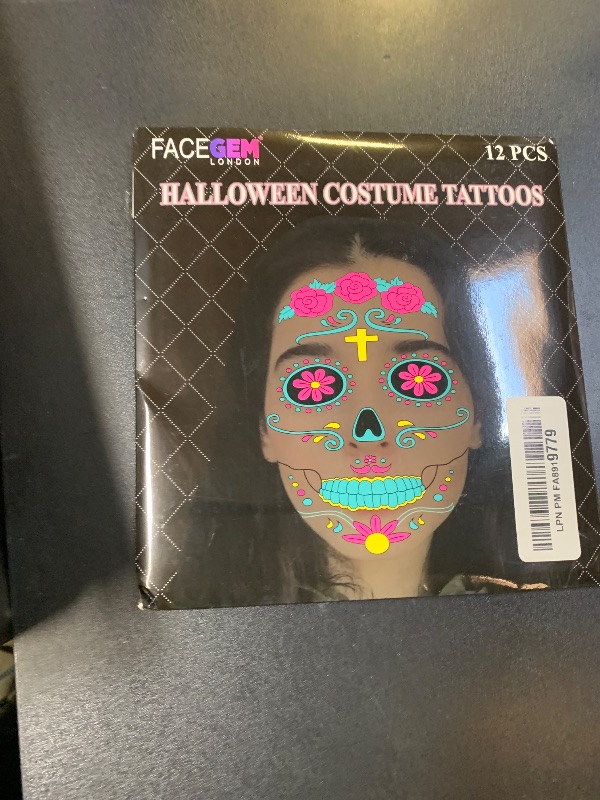 FACEGEM
LONDON
12 PCS
HALLOWEEN COSTUME TATTOOS
LPN PM FA8919779